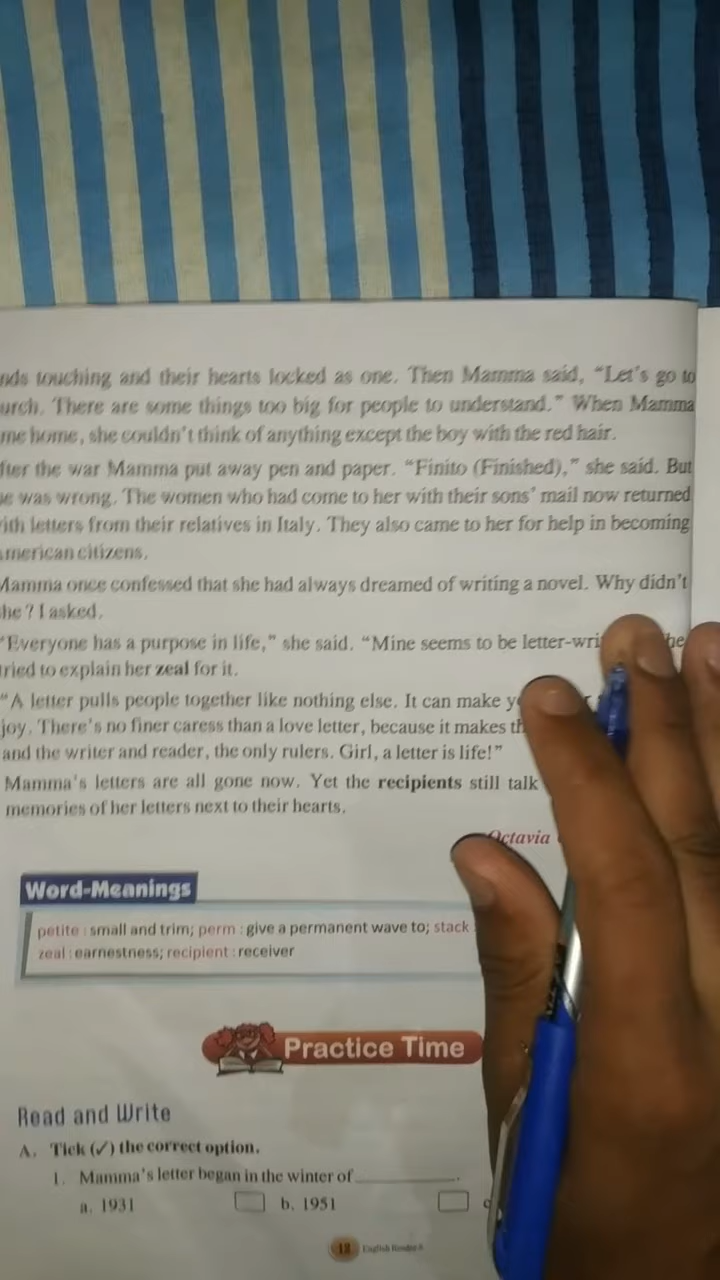 nds touching and their hearts locked as one. Then Mamma said, “Let's go to
urch. There are some things too big for people to understand.” When Mamma
me home, she couldn't think of anything except the boy with the red hair.
fter the war Mamma put away pen and paper. “Finito (Finished),” she said. But
e was wrong. The women who had come to her with their sons' mail now returned
ith letters from their relatives in Italy. They also came to her for help in becoming
merican citizens.
Mamma once confessed that she had always dreamed of writing a novel. Why didn't
he ? I asked.
“Everyone has a purpose in life,” she said. “Mine seems to be letter-wri he
tried to explain her zeal for it.
“A letter pulls people together like nothing else. It can make
joy. There's no finer caress than a love letter, because it makes th
and the writer and reader, the only rulers. Girl, a letter is life!”
Mamma's letters are all gone now. Yet the recipients still talk
memories of her letters next to their hearts.
Octavia
Word-Meanings
petite : small and trim; perm : give a permanent wave to; stack :
zeal : earnestness; recipient : receiver
Practice Time
Read and Write
A. Tick (✓) the correct option.
1. Mamma's letter began in the winter of __________.
a. 1931 b. 1951
18 English Reader-